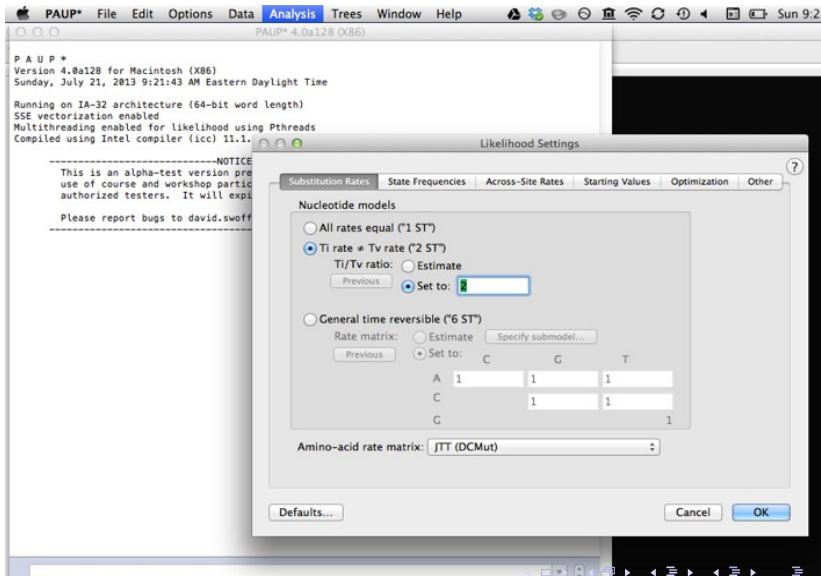 PAUP* File Edit Options Data Analysis Trees Window Help Sun 9:2
PAUP* 4.0a128 (X86)
P A U P *
Version 4.0a128 for Macintosh (X86)
Sunday, July 21, 2013 9:21:43 AM Eastern Daylight Time
Running on IA-32 architecture (64-bit word length)
SSE vectorization enabled
Multithreading enabled for likelihood using Pthreads
Compiled using Intel compiler (icc) 11.1.
----------------------------NOTICE
This is an alpha-test version pre
use of course and workshop partic
authorized testers. It will expi
Please report bugs to david.swoff
Likelihood Settings
?
Substitution Rates State Frequencies Across-Site Rates Starting Values Optimization Other
Nucleotide models
All rates equal ("1 ST")
Ti rate ≠ Tv rate ("2 ST")
Ti/Tv ratio: Estimate
Previous Set to: 2
General time reversible ("6 ST")
Rate matrix: Estimate Specify submodel...
Previous Set to:
C G T
A 1 1 1
C 1 1
G 1
Amino-acid rate matrix: JTT (DCMut)
Defaults... Cancel OK